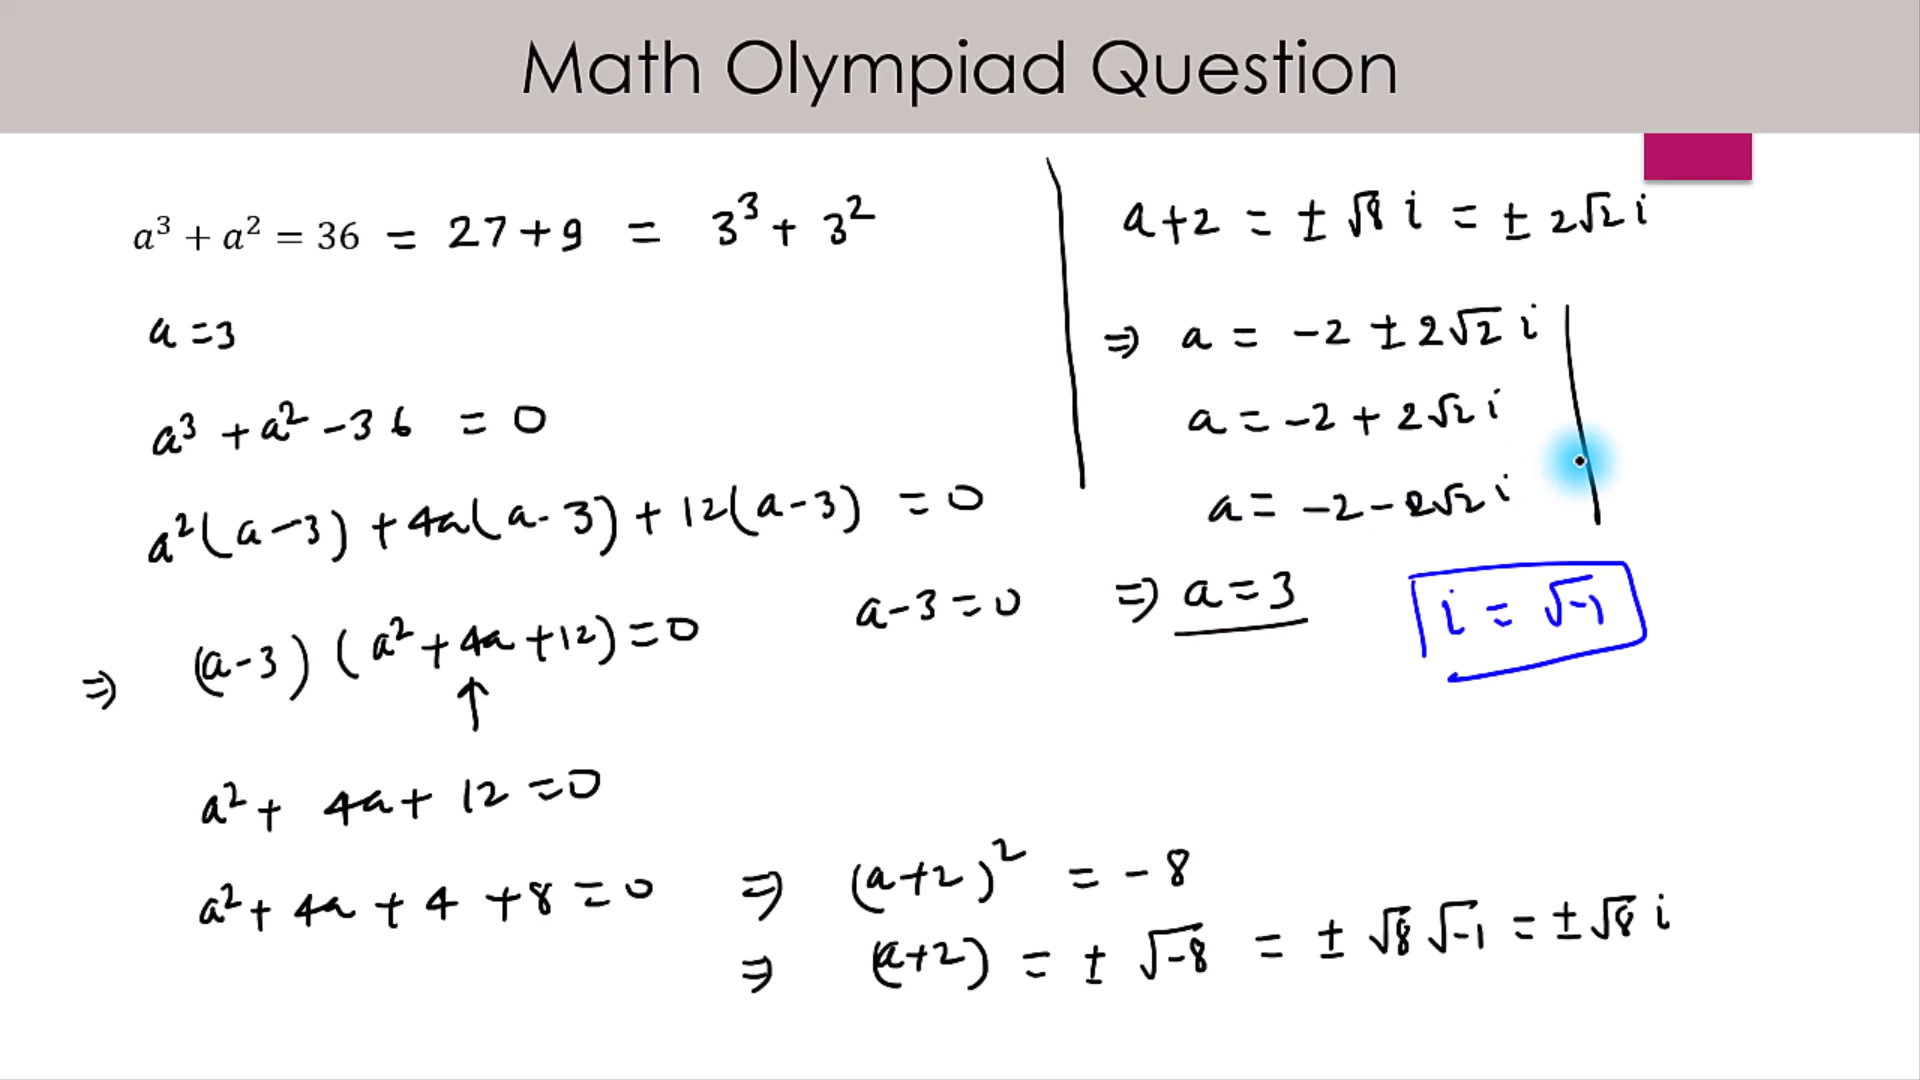 Math Olympiad Question
a³ + a² = 36 = 27 + 9 = 3³ + 3²
a = 3
a³ + a² - 36 = 0
a²(a-3) + 4a(a-3) + 12(a-3) = 0
⇒ (a-3) (a² + 4a + 12) = 0
↑
a² + 4a + 12 = 0
a² + 4a + 4 + 8 = 0 ⇒ (a+2)² = -8
⇒ (a+2) = ± √-8 = ± √8 √-1 = ± √8 i
a+2 = ± √8 i = ± 2√2 i
⇒ a = -2 ± 2√2 i
a = -2 + 2√2 i
a = -2 - 2√2 i
a-3 = 0 ⇒ a = 3
i = √-1